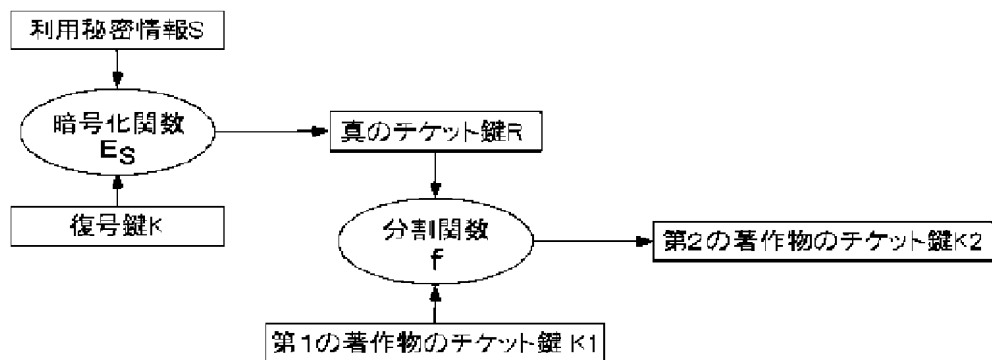 利用秘密情報S
暗号化関数
ES
復号鍵K
真のチケット鍵R
分割関数
f
第2の著作物のチケット鍵K2
第1の著作物のチケット鍵 K1